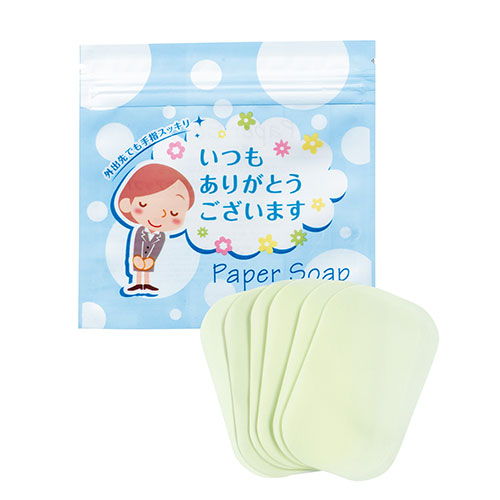 外出先でも手指スッキリ
いつも
ありがとう
ございます
Paper Soap